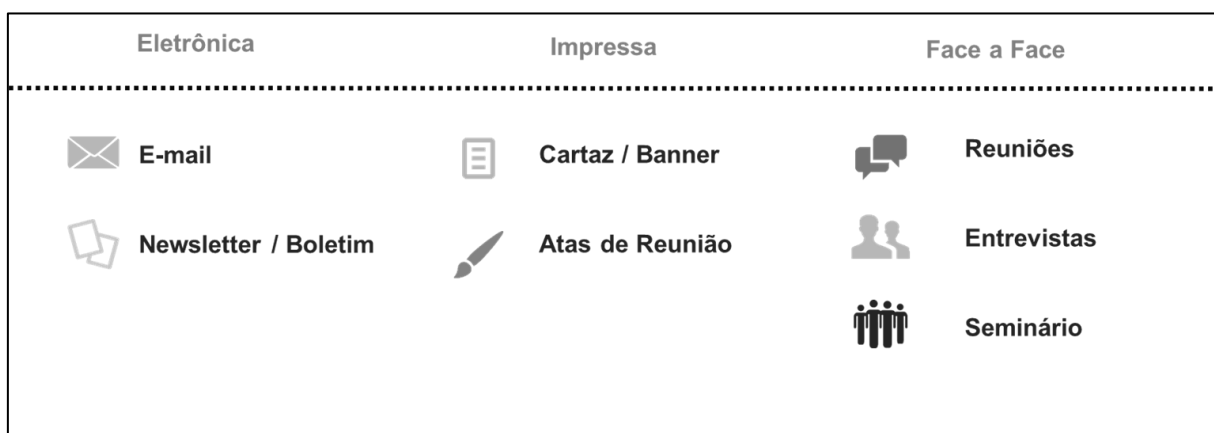 Eletrônica
Impressa
Face a Face
E-mail
Cartaz / Banner
Reuniões
Newsletter / Boletim
Atas de Reunião
Entrevistas
Seminário